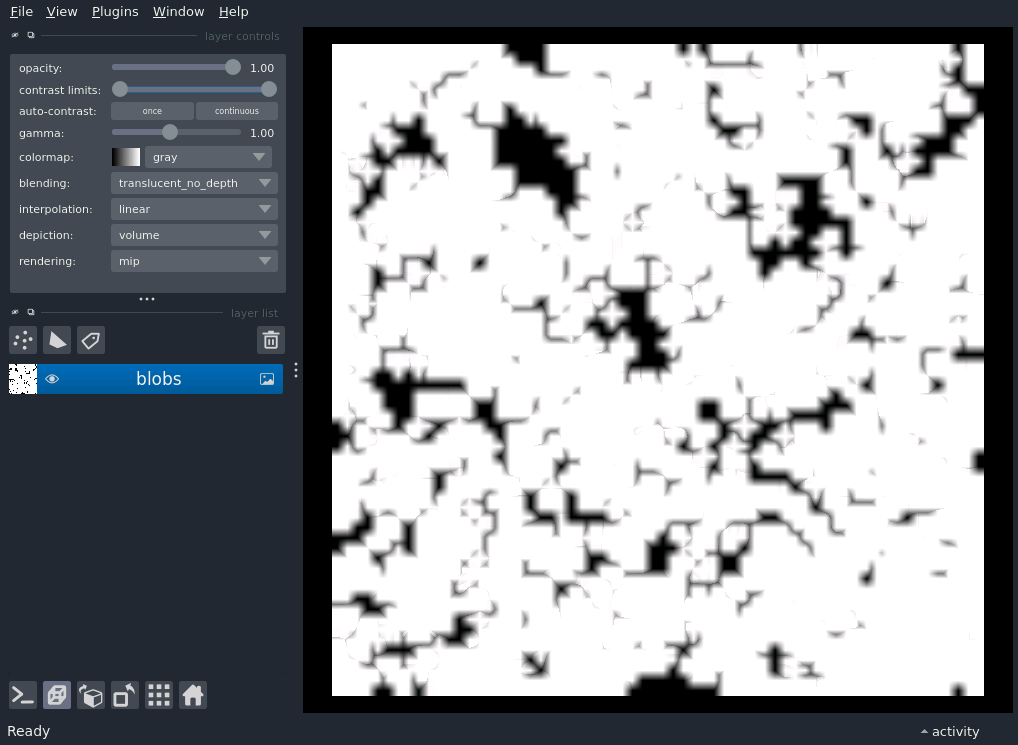 File View Plugins Window Help
layer controls
opacity: 1.00
contrast limits:
auto-contrast: once continuous
gamma: 1.00
colormap: gray
blending: translucent_no_depth
interpolation: linear
depiction: volume
rendering: mip
layer list
blobs
Ready activity